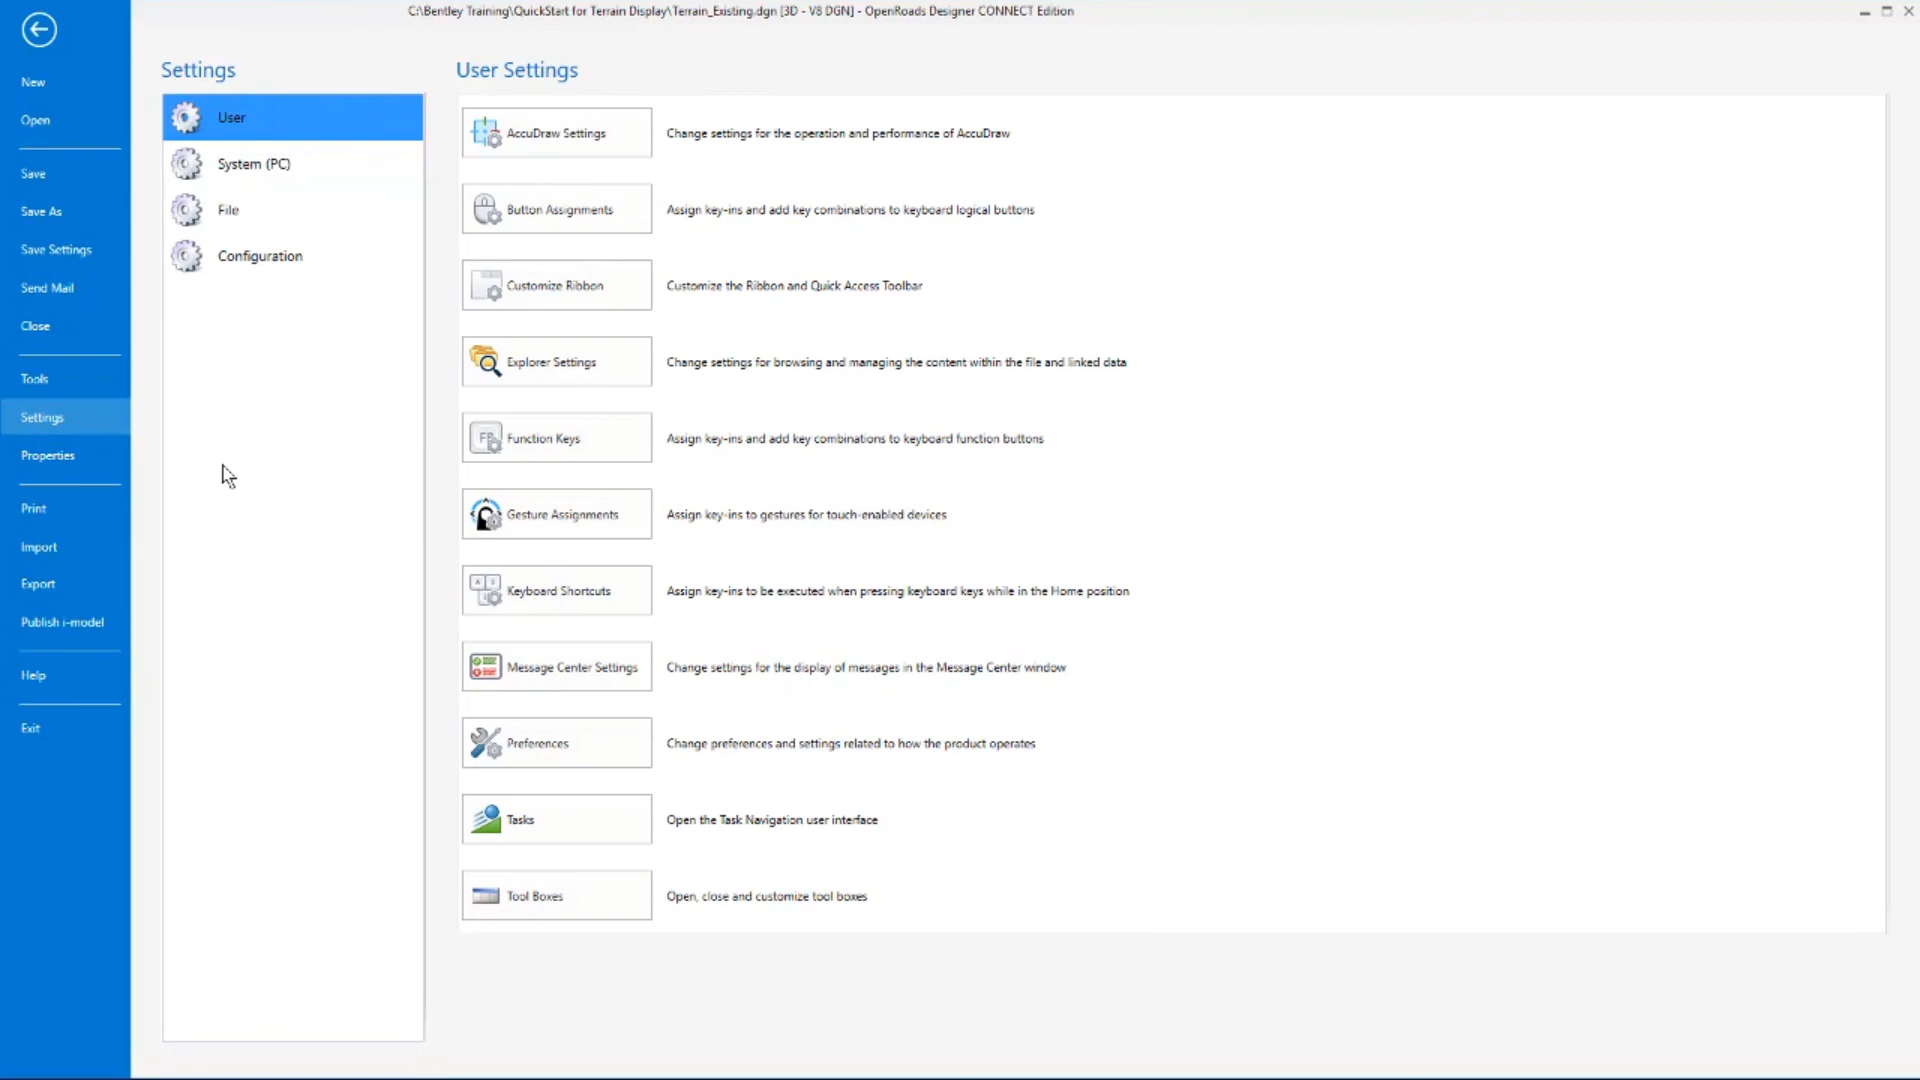 C:\Bentley Training\QuickStart for Terrain Display\Terrain_Existing.dgn [3D - V8 DGN] - OpenRoads Designer CONNECT Edition
New
Open
Save
Save As
Save Settings
Send Mail
Close
Tools
Settings
Properties
Print
Import
Export
Publish i-model
Help
Exit
Settings
User
System (PC)
File
Configuration
User Settings
AccuDraw Settings Change settings for the operation and performance of AccuDraw
Button Assignments Assign key-ins and add key combinations to keyboard logical buttons
Customize Ribbon Customize the Ribbon and Quick Access Toolbar
Explorer Settings Change settings for browsing and managing the content within the file and linked data
Function Keys Assign key-ins and add key combinations to keyboard function buttons
Gesture Assignments Assign key-ins to gestures for touch-enabled devices
Keyboard Shortcuts Assign key-ins to be executed when pressing keyboard keys while in the Home position
Message Center Settings Change settings for the display of messages in the Message Center window
Preferences Change preferences and settings related to how the product operates
Tasks Open the Task Navigation user interface
Tool Boxes Open, close and customize tool boxes